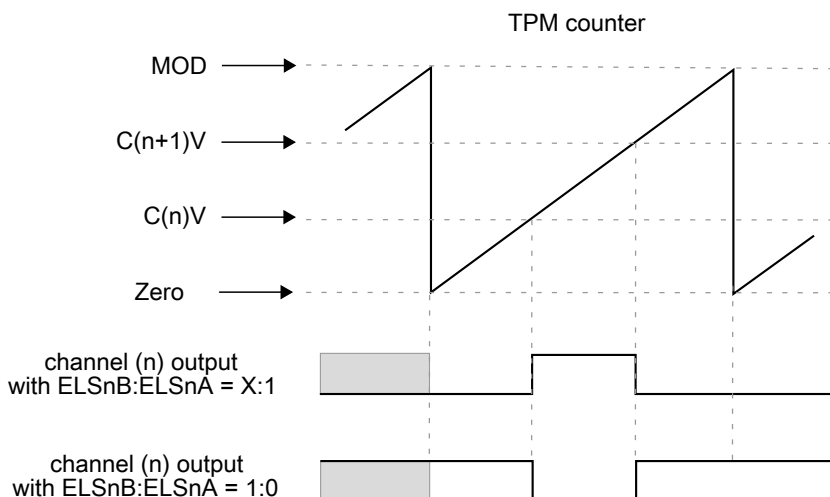 TPM counter
MOD
C(n+1)V
C(n)V
Zero
channel (n) output
with ELSnB:ELSnA = X:1
channel (n) output
with ELSnB:ELSnA = 1:0